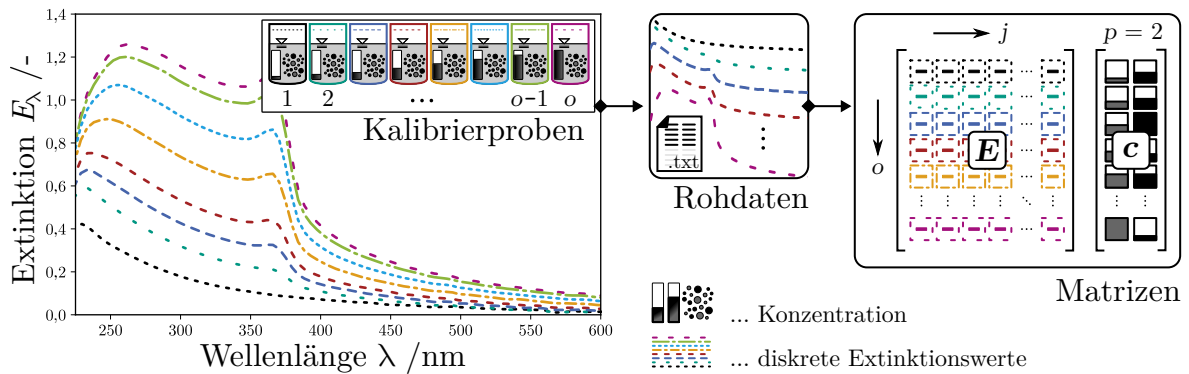 Extinktion E_λ /-
1,4
1,2
1,0
0,8
0,6
0,4
0,2
0,0
250
300
350
400
450
500
550
600
Wellenlänge λ /nm
1 2 ... o-1 o
Kalibrierproben
.txt
Rohdaten
j
p = 2
o
E
c
Matrizen
... Konzentration
... diskrete Extinktionswerte